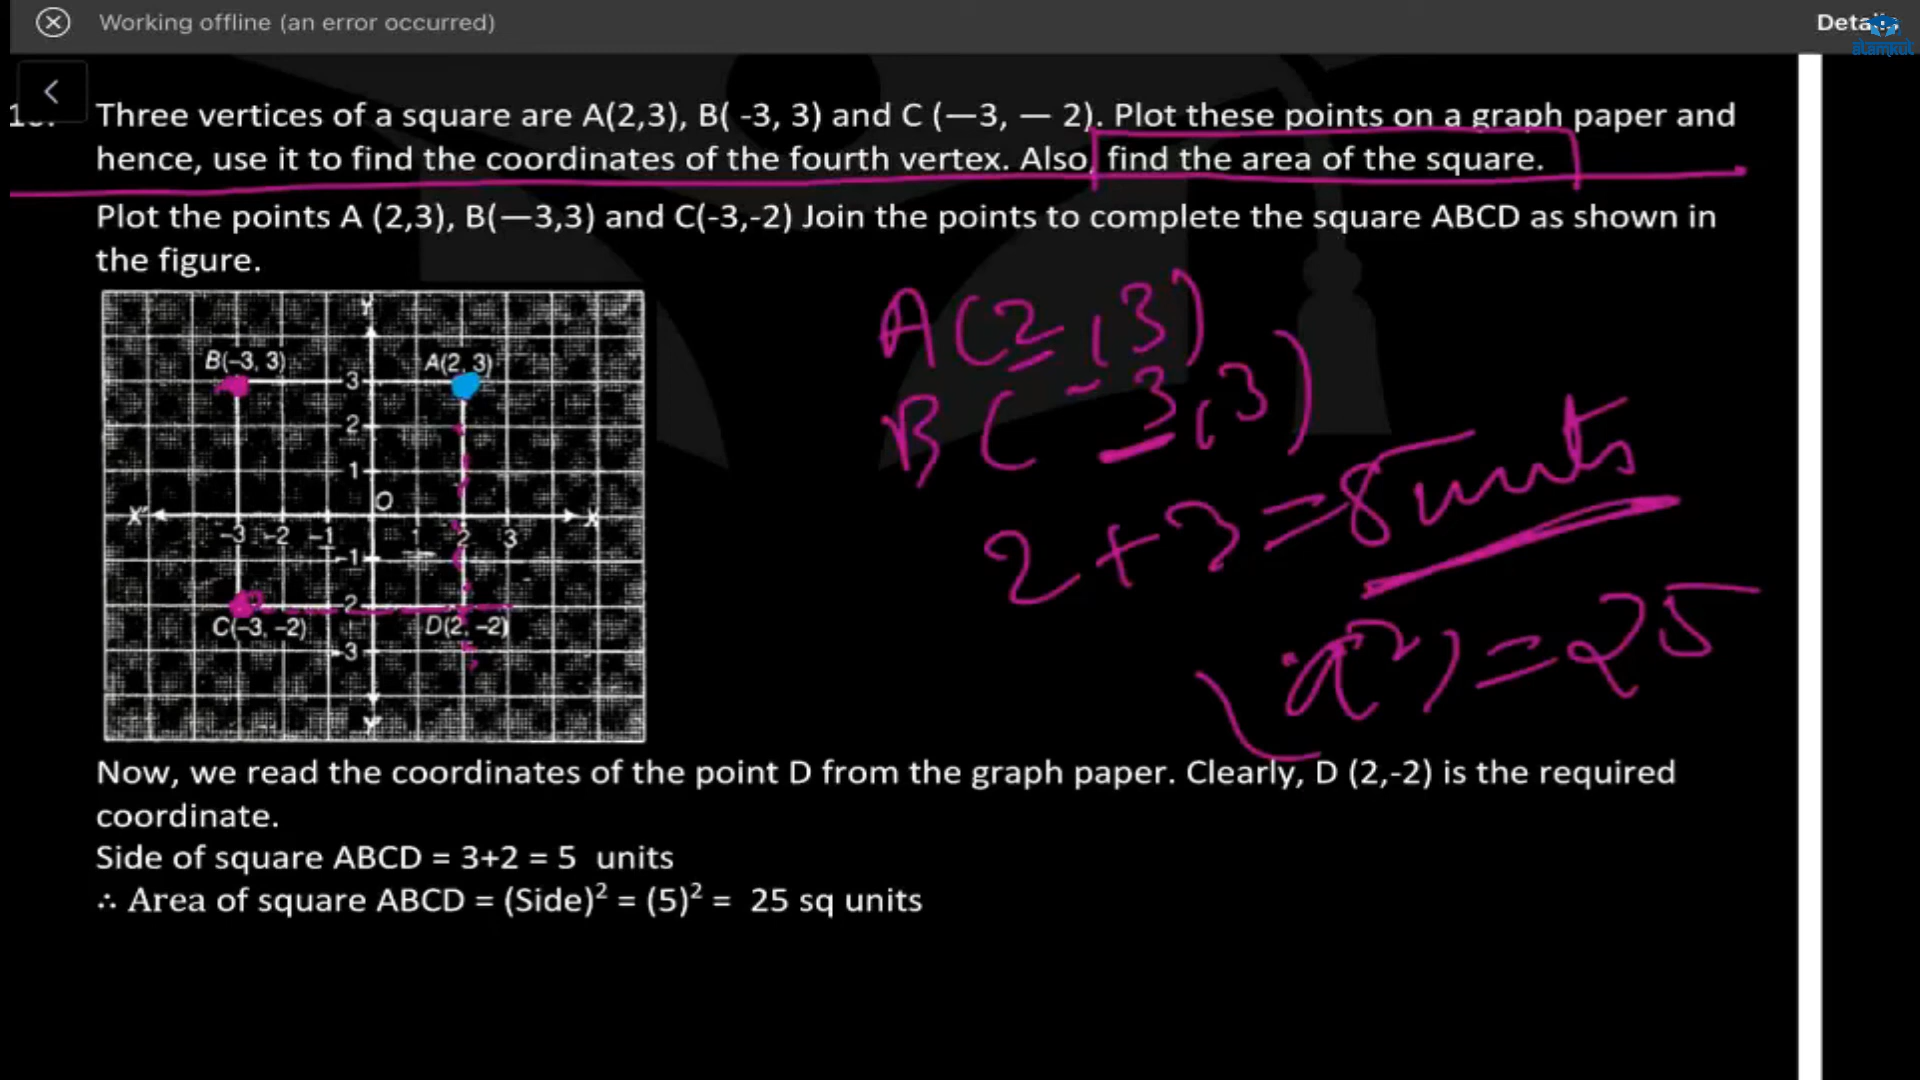 Working offline (an error occurred)
Details
alamkut
Three vertices of a square are A(2,3), B( -3, 3) and C (—3, — 2). Plot these points on a graph paper and
hence, use it to find the coordinates of the fourth vertex. Also, find the area of the square.
Plot the points A (2,3), B(—3,3) and C(-3,-2) Join the points to complete the square ABCD as shown in
the figure.
Y
B(–3, 3)
A(2, 3)
3
2
1
O
X'
X
-3 -2 -1 1 2 3
-1
-2
C(–3, –2)
D(2, –2)
-3
Y'
A(2,3)
B(-3,3)
2+3=5units
(a²)=25
Now, we read the coordinates of the point D from the graph paper. Clearly, D (2,-2) is the required
coordinate.
Side of square ABCD = 3+2 = 5 units
∴ Area of square ABCD = (Side)² = (5)² = 25 sq units